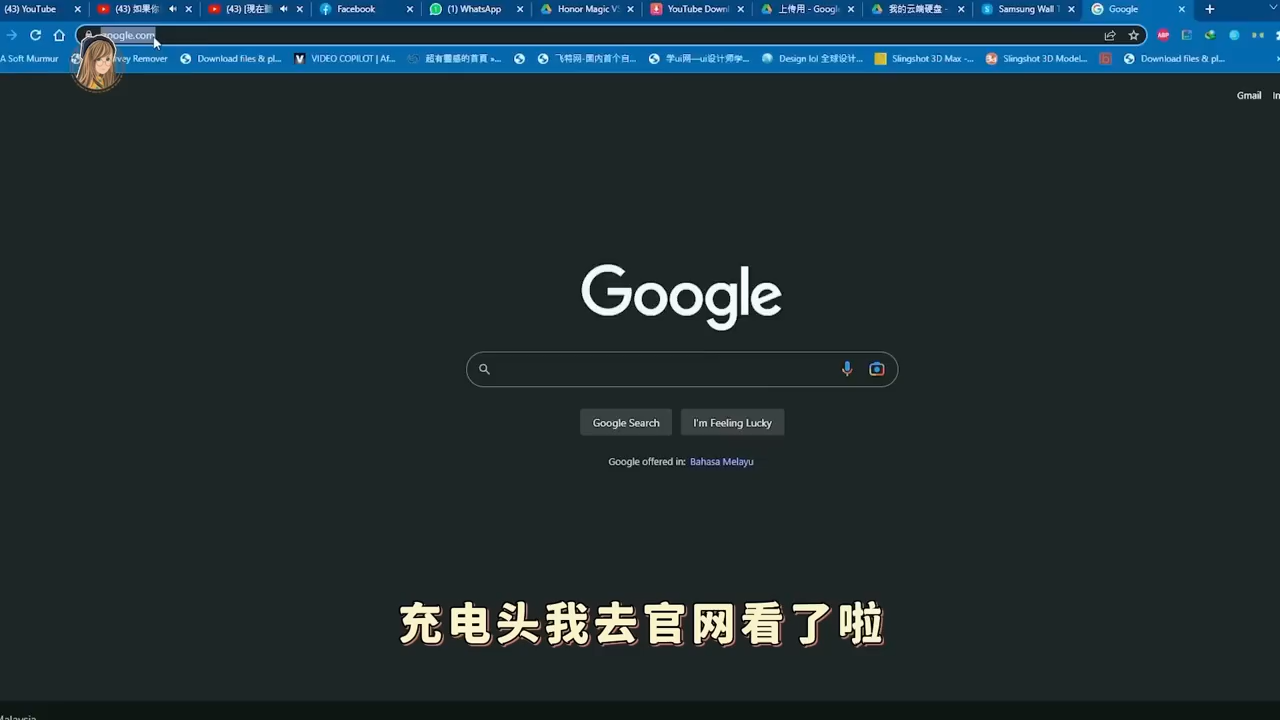 (43) YouTube
(43) 如果你
(43) [現在
Facebook
(1) WhatsApp
Honor Magic V
YouTube Down
上传用 - Google
我的云端硬盘 -
Samsung Wall
Google
google.com
A Soft Murmur
Remover
Download files & pl...
VIDEO COPILOT | Af...
超有靈感的首頁 »...
飞特网-国内首个自...
学ui网—ui设计师学...
Design lol 全球设计...
Slingshot 3D Max -...
Slingshot 3D Model...
Download files & pl...
Gmail
Google
Google Search
I'm Feeling Lucky
Google offered in: Bahasa Melayu
充电头我去官网看了啦
Malaysia